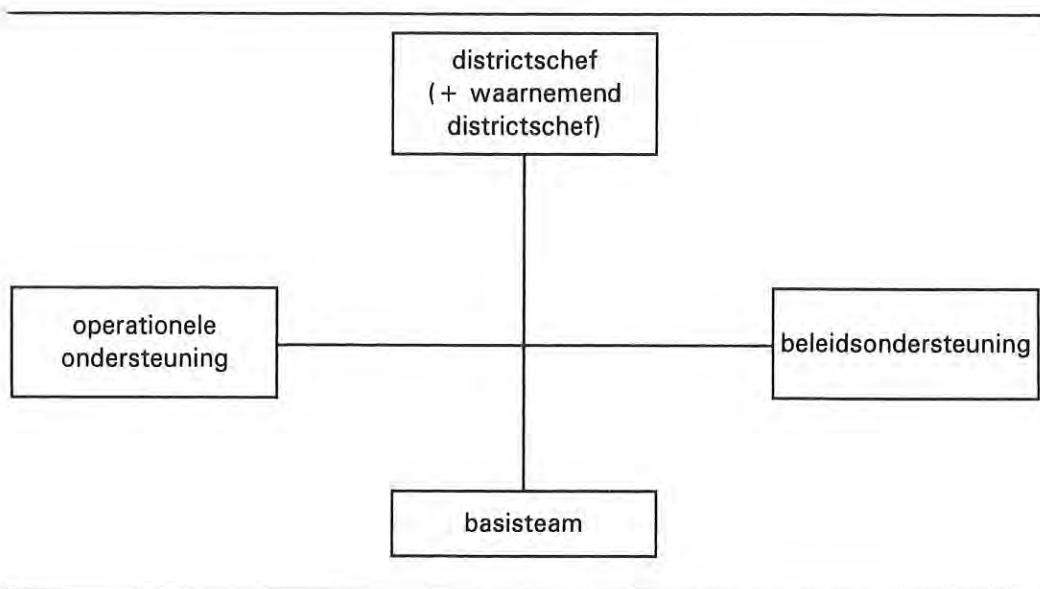 districtschef
(+ waarnemend
districtschef)
operationele
ondersteuning
beleidsondersteuning
basisteam